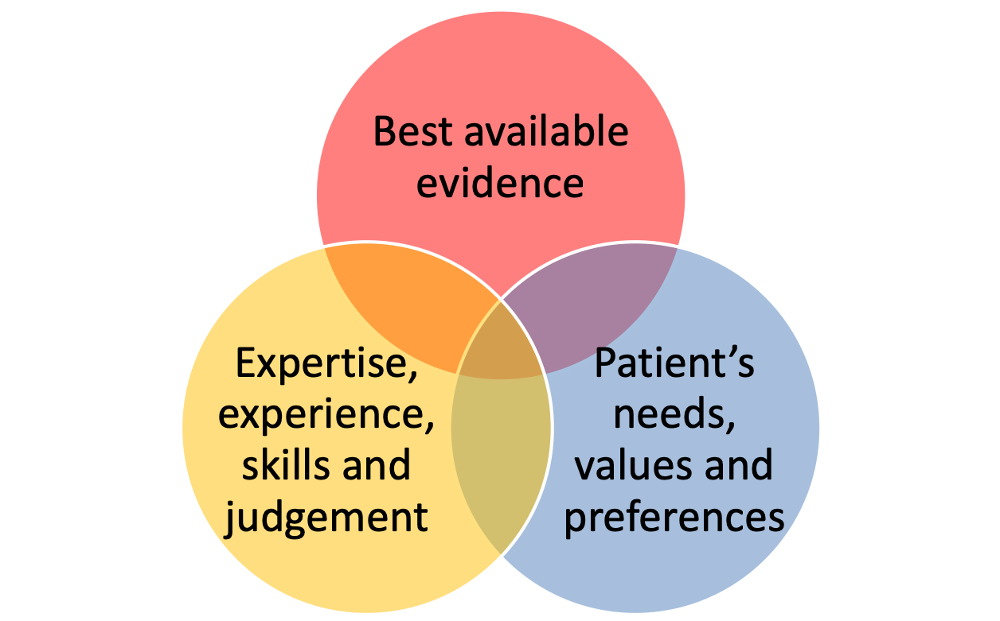 Best available
evidence
Expertise,
experience,
skills and
judgement
Patient’s
needs,
values and
preferences